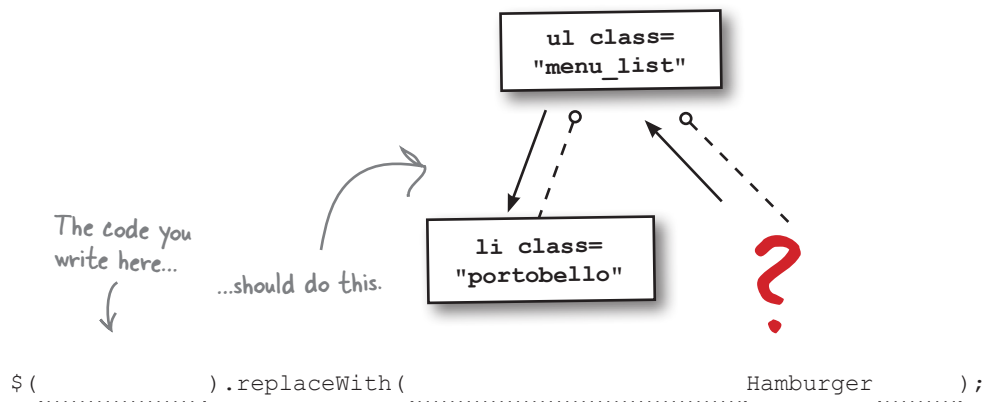 ul class=
"menu_list"
The code you
write here...
...should do this.
li class=
"portobello"
?
$( ).replaceWith( Hamburger );